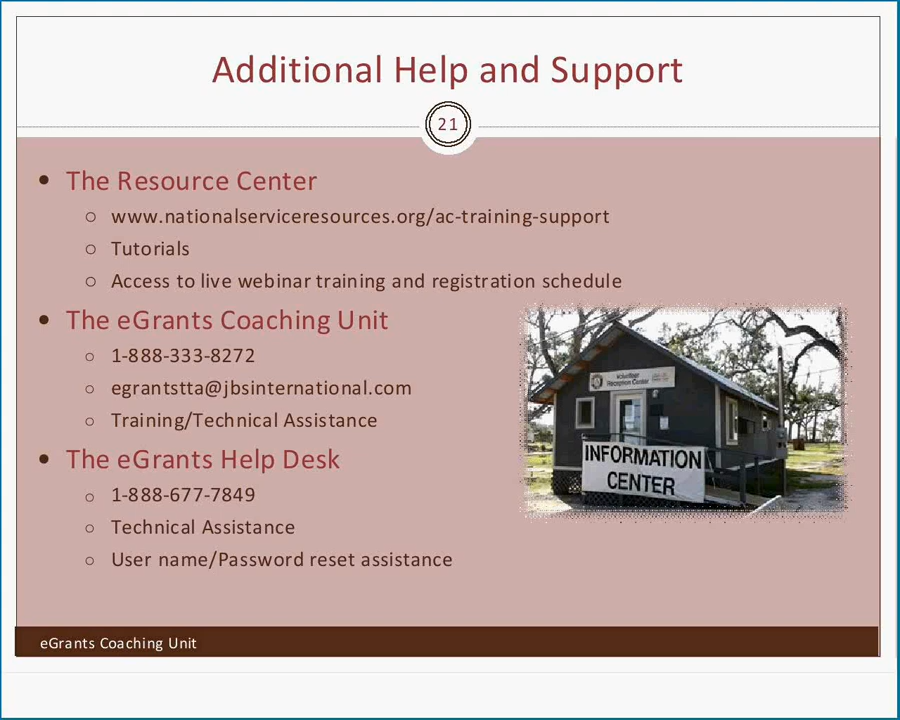 Additional Help and Support
21
• The Resource Center
○ www.nationalserviceresources.org/ac-training-support
○ Tutorials
○ Access to live webinar training and registration schedule
• The eGrants Coaching Unit
○ 1-888-333-8272
○ egrantstta@jbsinternational.com
○ Training/Technical Assistance
• The eGrants Help Desk
○ 1-888-677-7849
○ Technical Assistance
○ User name/Password reset assistance
Volunteer
Reception Center
INFORMATION
CENTER
eGrants Coaching Unit